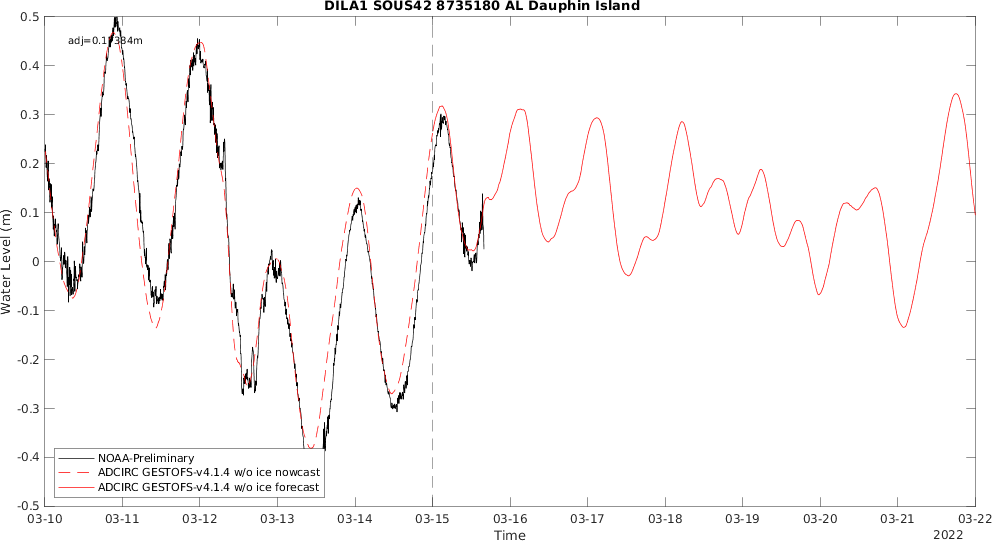 DILA1 SOUS42 8735180 AL Dauphin Island
0.5
0.4
0.3
0.2
0.1
0
-0.1
-0.2
-0.3
-0.4
-0.5
Water Level (m)
NOAA-Preliminary
ADCIRC GESTOFS-v4.1.4 w/o ice nowcast
ADCIRC GESTOFS-v4.1.4 w/o ice forecast
03-10 03-11 03-12 03-13 03-14 03-15 03-16 03-17 03-18 03-19 03-20 03-21 03-22
Time
2022